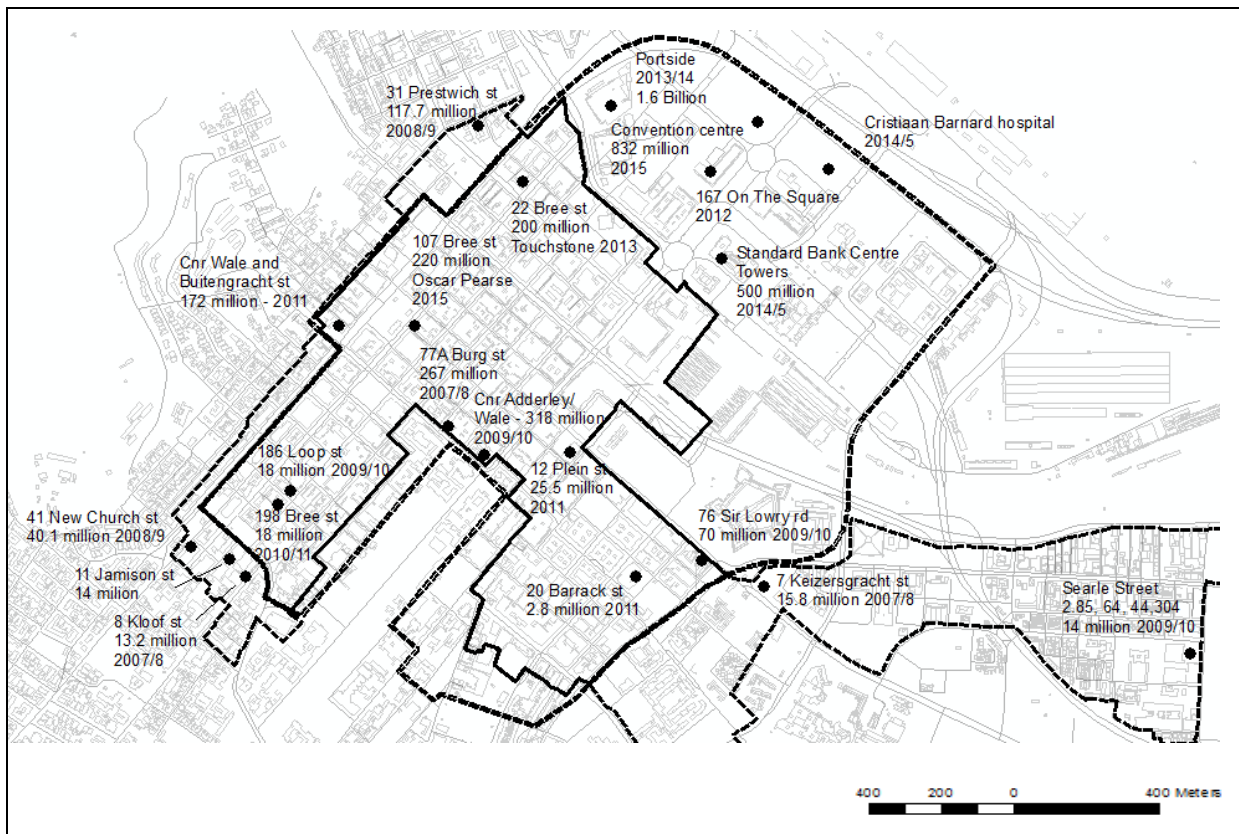 Portside
2013/14
1.6 Billion
31 Prestwich st
117.7 million
2008/9
Convention centre
832 million
2015
Cristiaan Barnard hospital
2014/5
167 On The Square
2012
22 Bree st
200 million
Touchstone 2013
107 Bree st
220 million
Oscar Pearse
2015
Cnr Wale and
Buitengracht st
172 million - 2011
Standard Bank Centre
Towers
500 million
2014/5
77A Burg st
267 million
2007/8
Cnr Adderley/
Wale - 318 million
2009/10
186 Loop st
18 million 2009/10
12 Plein st
25.5 million
2011
198 Bree st
18 million
2010/11
41 New Church st
40.1 million 2008/9
76 Sir Lowry rd
70 million 2009/10
11 Jamison st
14 milion
20 Barrack st
2.8 million 2011
7 Keizersgracht st
15.8 million 2007/8
Searle Street
2.85, 64, 44,304
14 million 2009/10
8 Kloof st
13.2 million
2007/8
400 200 0 400 Meters